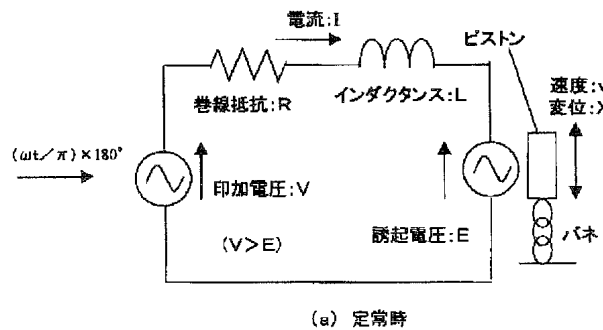 電流:I
ピストン
巻線抵抗:R
インダクタンス:L
速度:v
変位:X
(ωt/π)×180°
印加電圧:V
(V>E)
誘起電圧:E
バネ
(a) 定常時